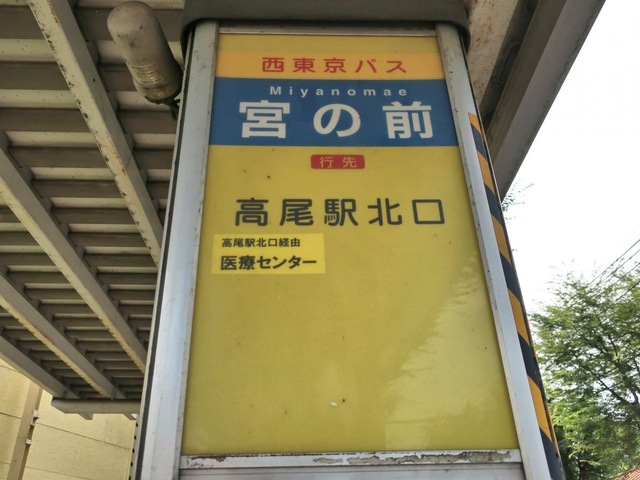 西東京バス
Miyanomae
宮の前
行先
高尾駅北口
高尾駅北口経由
医療センター